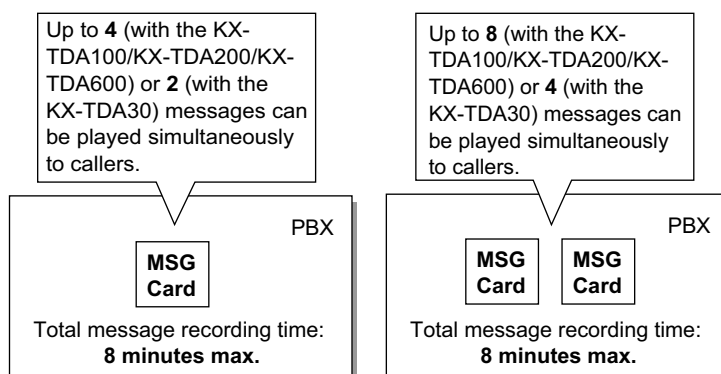 Up to 4 (with the KX-
TDA100/KX-TDA200/KX-
TDA600) or 2 (with the
KX-TDA30) messages can
be played simultaneously
to callers.
PBX
MSG
Card
Total message recording time:
8 minutes max.
Up to 8 (with the KX-
TDA100/KX-TDA200/KX-
TDA600) or 4 (with the
KX-TDA30) messages can
be played simultaneously
to callers.
PBX
MSG
Card
MSG
Card
Total message recording time:
8 minutes max.